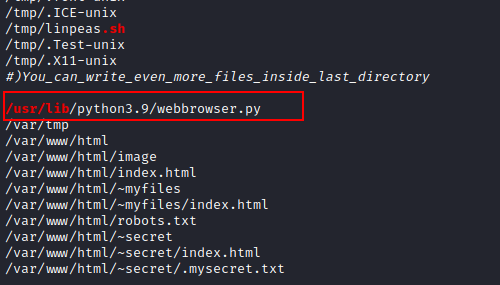 /tmp/.ICE-unix
/tmp/linpeas.sh
/tmp/.Test-unix
/tmp/.X11-unix
#)You_can_write_even_more_files_inside_last_directory
/usr/lib/python3.9/webbrowser.py
/var/tmp
/var/www/html
/var/www/html/image
/var/www/html/index.html
/var/www/html/~myfiles
/var/www/html/~myfiles/index.html
/var/www/html/robots.txt
/var/www/html/~secret
/var/www/html/~secret/index.html
/var/www/html/~secret/.mysecret.txt